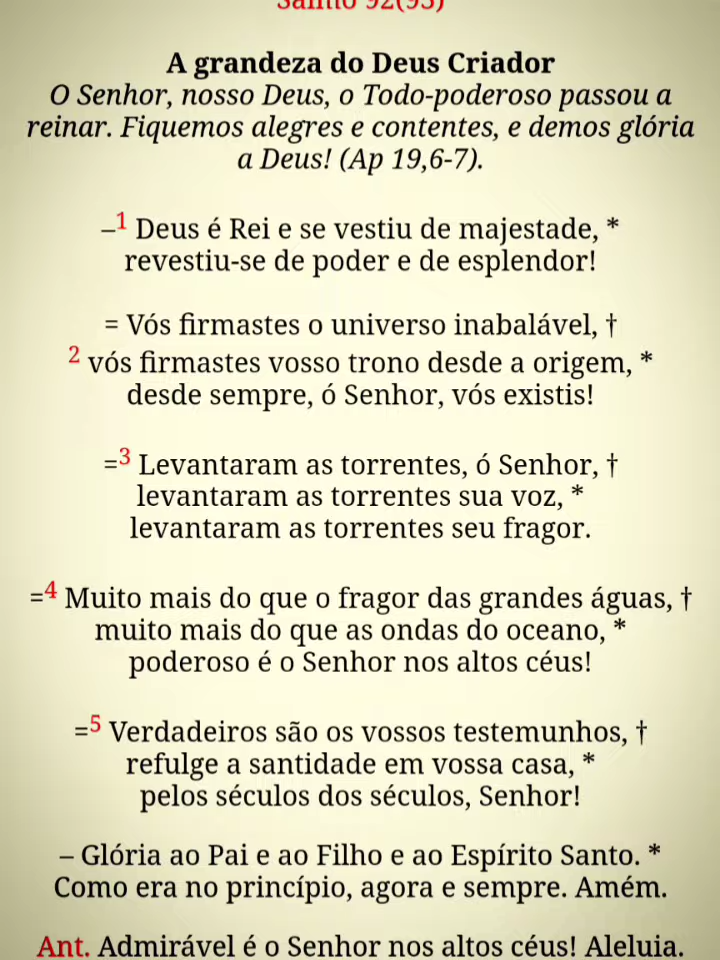 Salmo 92(93)
A grandeza do Deus Criador
O Senhor, nosso Deus, o Todo-poderoso passou a
reinar. Fiquemos alegres e contentes, e demos glória
a Deus! (Ap 19,6-7).
–1 Deus é Rei e se vestiu de majestade, *
revestiu-se de poder e de esplendor!
= Vós firmastes o universo inabalável, †
2 vós firmastes vosso trono desde a origem, *
desde sempre, ó Senhor, vós existis!
=3 Levantaram as torrentes, ó Senhor, †
levantaram as torrentes sua voz, *
levantaram as torrentes seu fragor.
=4 Muito mais do que o fragor das grandes águas, †
muito mais do que as ondas do oceano, *
poderoso é o Senhor nos altos céus!
=5 Verdadeiros são os vossos testemunhos, †
refulge a santidade em vossa casa, *
pelos séculos dos séculos, Senhor!
– Glória ao Pai e ao Filho e ao Espírito Santo. *
Como era no princípio, agora e sempre. Amém.
Ant. Admirável é o Senhor nos altos céus! Aleluia.